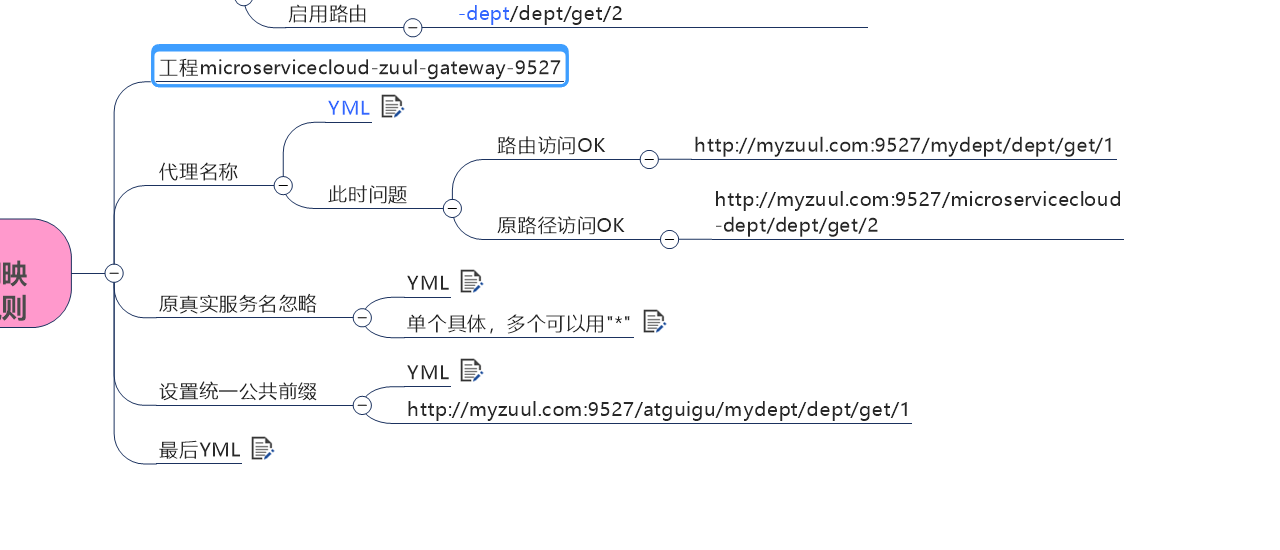 启用路由
-dept/dept/get/2
工程microservicecloud-zuul-gateway-9527
YML
代理名称
此时问题
路由访问OK
http://myzuul.com:9527/mydept/dept/get/1
原路径访问OK
http://myzuul.com:9527/microservicecloud
-dept/dept/get/2
映
则
原真实服务名忽略
YML
单个具体，多个可以用"*"
设置统一公共前缀
YML
http://myzuul.com:9527/atguigu/mydept/dept/get/1
最后YML